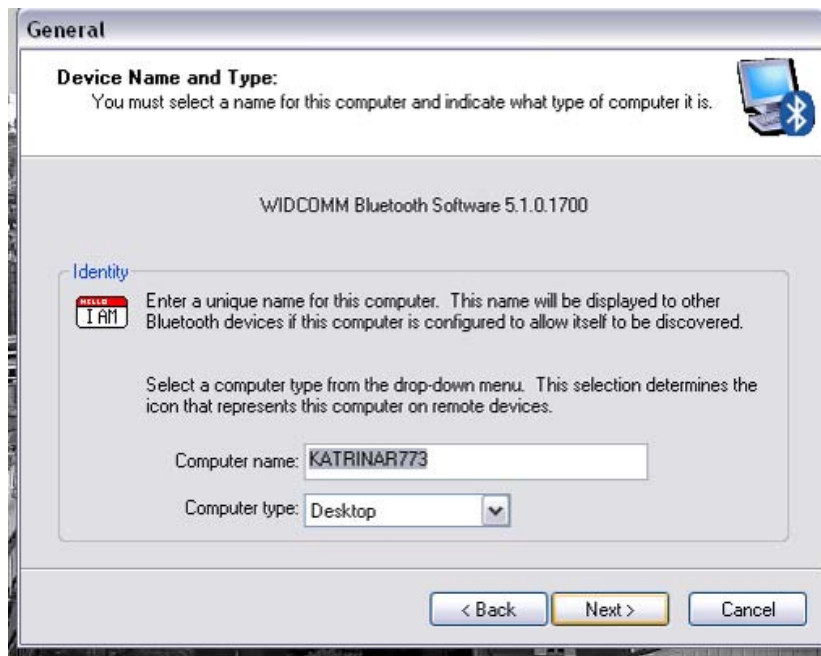 General
Device Name and Type:
You must select a name for this computer and indicate what type of computer it is.
WIDCOMM Bluetooth Software 5.1.0.1700
Identity
HELLO
I AM
Enter a unique name for this computer.  This name will be displayed to other
Bluetooth devices if this computer is configured to allow itself to be discovered.
Select a computer type from the drop-down menu.  This selection determines the
icon that represents this computer on remote devices.
Computer name: KATRINAR773
Computer type: Desktop
< Back Next > Cancel